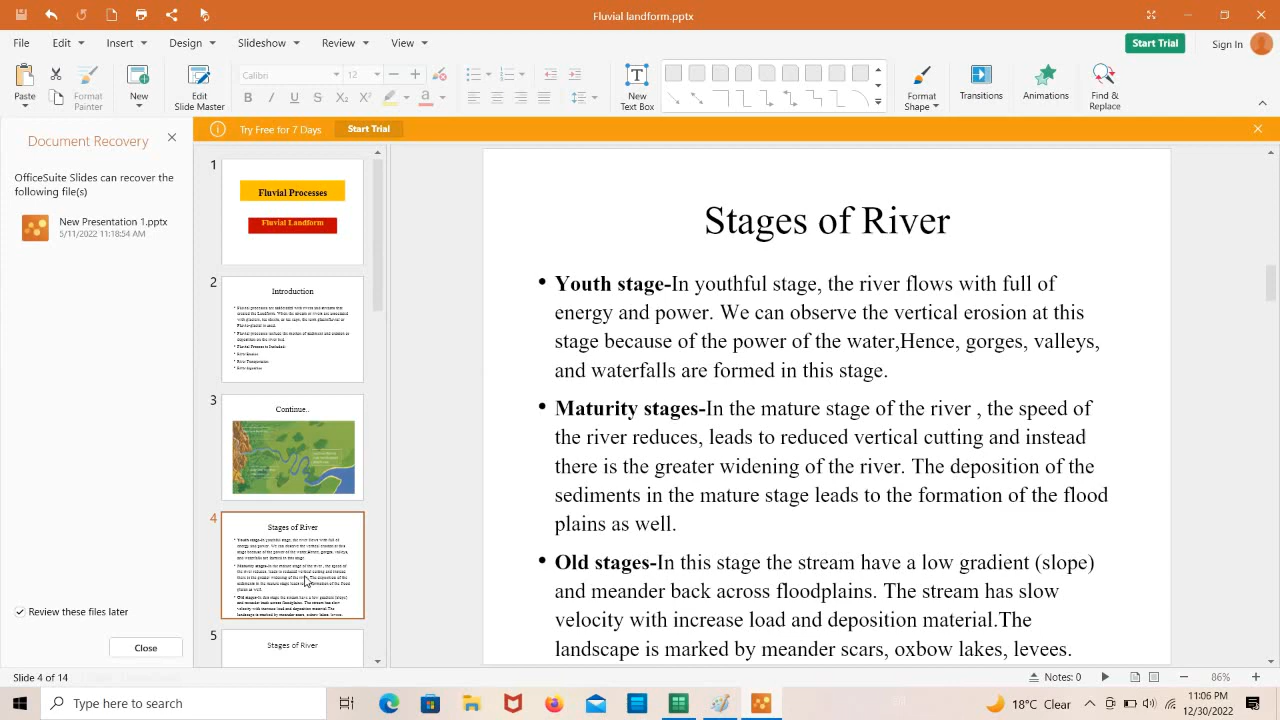 Fluvial landform.pptx
File Edit Insert Design Slideshow Review View
Start Trial Sign In
Calibri 12
Paste Format Painter New Edit Slide Master B I U X₂ X² New Text Box Format Shape Transitions Animations Find & Replace
Try Free for 7 Days Start Trial
Document Recovery
OfficeSuite Slides can recover the
following file(s)
New Presentation 1.pptx
5/11/2022 11:18:54 AM
Review these files later
Close
1
Fluvial Processes
Fluvial Landform
2
Introduction
3
Continue..
4
Stages of River
5
Stages of River
Stages of River
• Youth stage-In youthful stage, the river flows with full of
energy and power. We can observe the vertical erosion at this
stage because of the power of the water,Hence, gorges, valleys,
and waterfalls are formed in this stage.
• Maturity stages-In the mature stage of the river , the speed of
the river reduces, leads to reduced vertical cutting and instead
there is the greater widening of the river. The deposition of the
sediments in the mature stage leads to the formation of the flood
plains as well.
• Old stages-In this stage the stream have a low gradient (slope)
and meander back across floodplains. The stream has slow
velocity with increase load and deposition material.The
landscape is marked by meander scars, oxbow lakes, levees.
Slide 4 of 14
Notes: 0
86%
Type here to search
18°C Clear
11:06 PM
12/30/2022